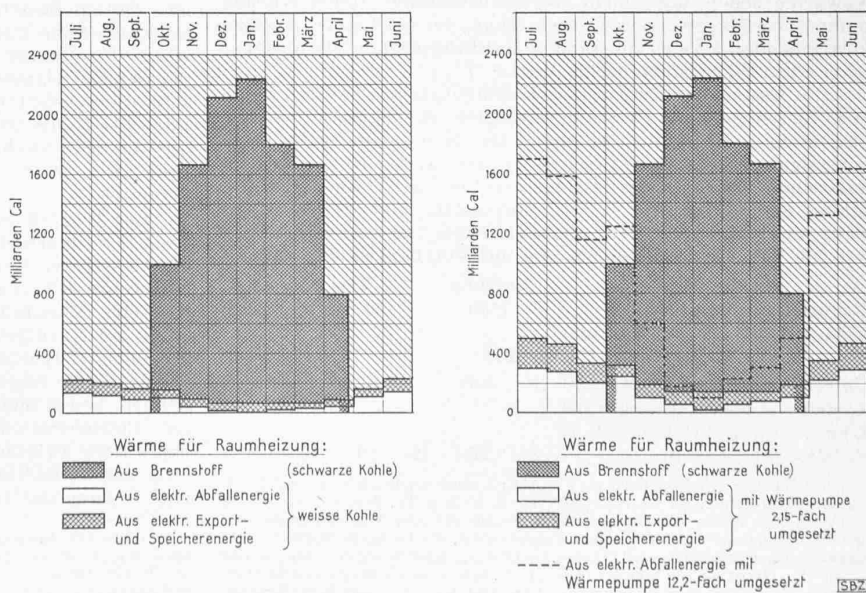 Juli Aug. Sept. Okt. Nov. Dez. Jan. Febr. März April Mai Juni
2400
2000
1600
1200
800
400
0
Milliarden Cal
Wärme für Raumheizung:
Aus Brennstoff (schwarze Kohle)
Aus elektr. Abfallenergie
Aus elektr. Export-
und Speicherenergie
weisse Kohle
Juli Aug. Sept. Okt. Nov. Dez. Jan. Febr. März April Mai Juni
2400
2000
1600
1200
800
400
0
Milliarden Cal
Wärme für Raumheizung:
Aus Brennstoff (schwarze Kohle)
Aus elektr. Abfallenergie
Aus elektr. Export-
und Speicherenergie
mit Wärmepumpe
2,15-fach
umgesetzt
Aus elektr. Abfallenergie mit
Wärmepumpe 12,2-fach umgesetzt
SBZ